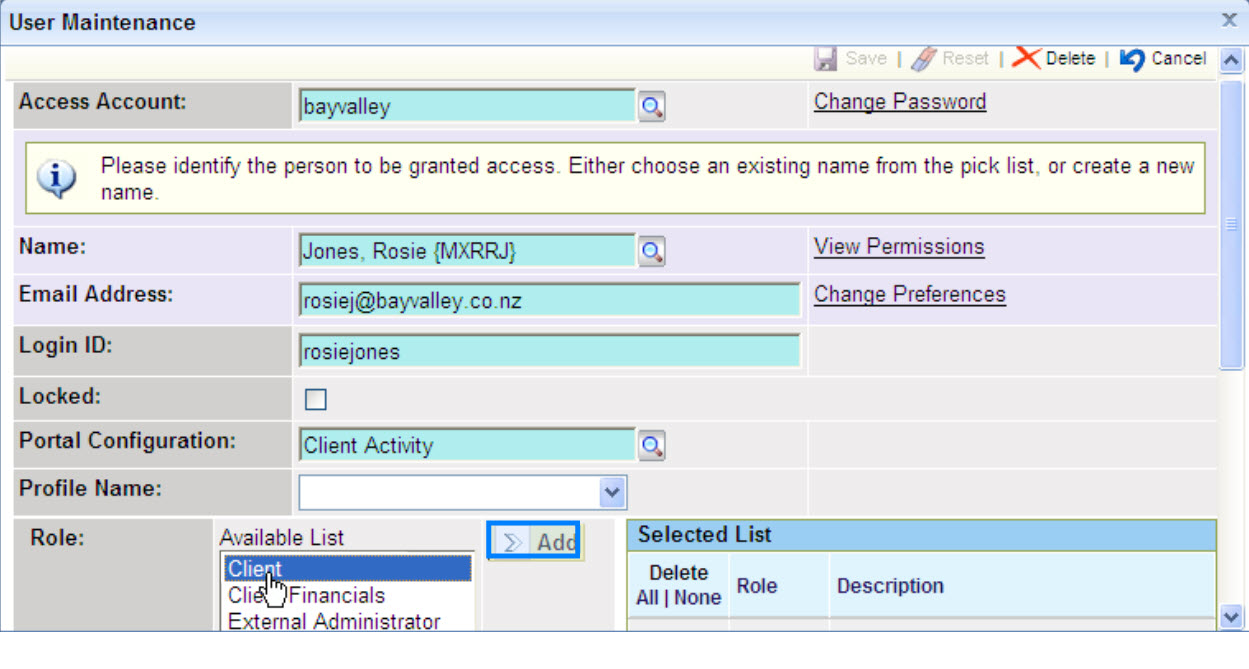 User Maintenance
Save | Reset | Delete | Cancel
Access Account: bayvalley Change Password
Please identify the person to be granted access. Either choose an existing name from the pick list, or create a new
name.
Name: Jones, Rosie {MXRRJ} View Permissions
Email Address: rosiej@bayvalley.co.nz Change Preferences
Login ID: rosiejones
Locked:
Portal Configuration: Client Activity
Profile Name:
Role: Available List Add Selected List
Client
Client Financials
External Administrator
Delete
All | None Role Description